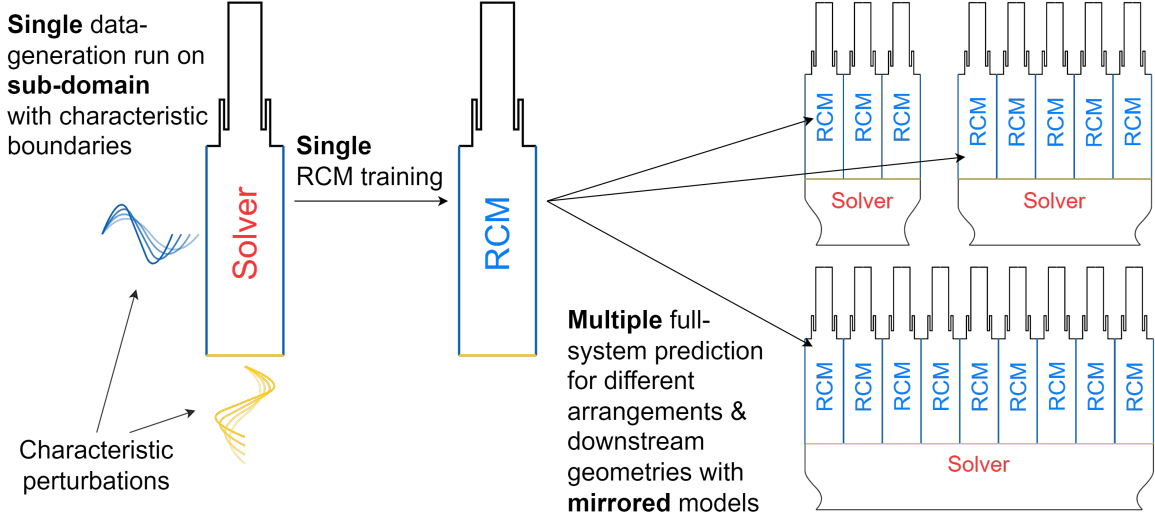 Single data-
generation run on
sub-domain
with characteristic
boundaries
Solver
Characteristic
perturbations
Single
RCM training
RCM
Multiple full-
system prediction
for different
arrangements &
downstream
geometries with
mirrored models
RCM RCM RCM
Solver
RCM RCM RCM RCM RCM
Solver
RCM RCM RCM RCM RCM RCM RCM RCM RCM
Solver